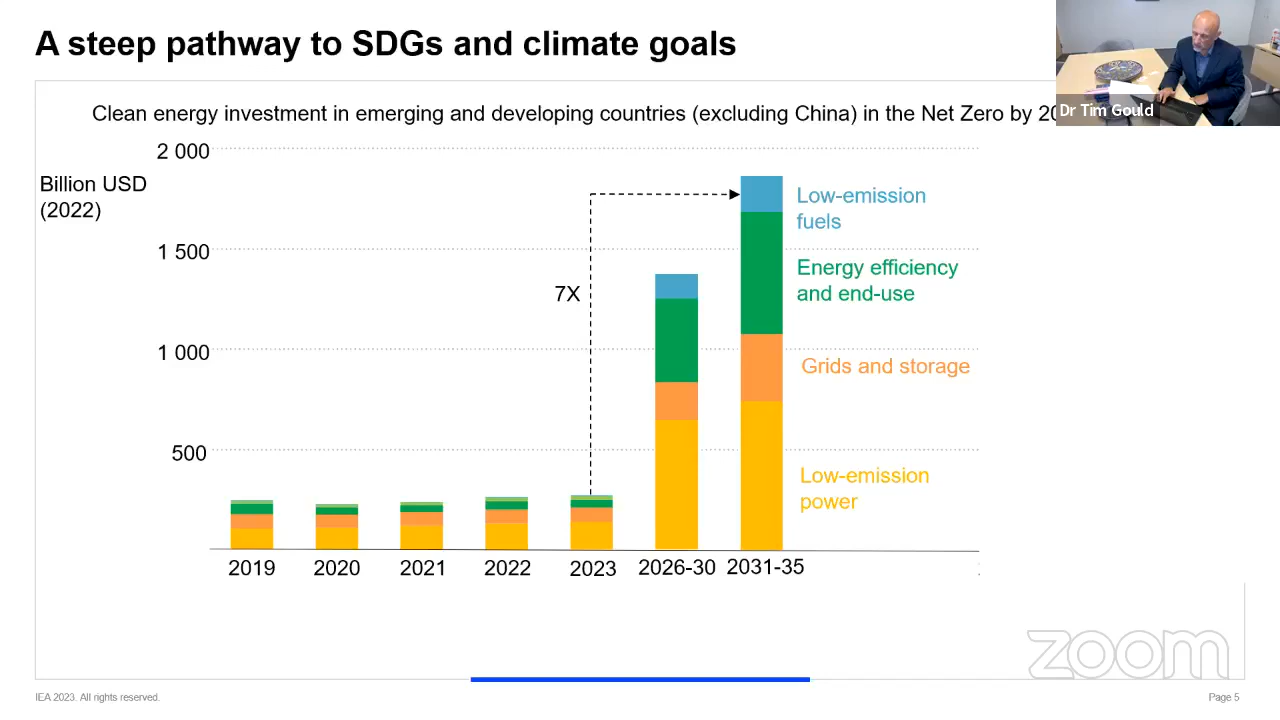 A steep pathway to SDGs and climate goals
Dr Tim Gould
Clean energy investment in emerging and developing countries (excluding China) in the Net Zero by 20
2 000
Billion USD
(2022)
1 500
1 000
500
7X
Low-emission
fuels
Energy efficiency
and end-use
Grids and storage
Low-emission
power
2019 2020 2021 2022 2023 2026-30 2031-35
zoom
IEA 2023. All rights reserved.
Page 5